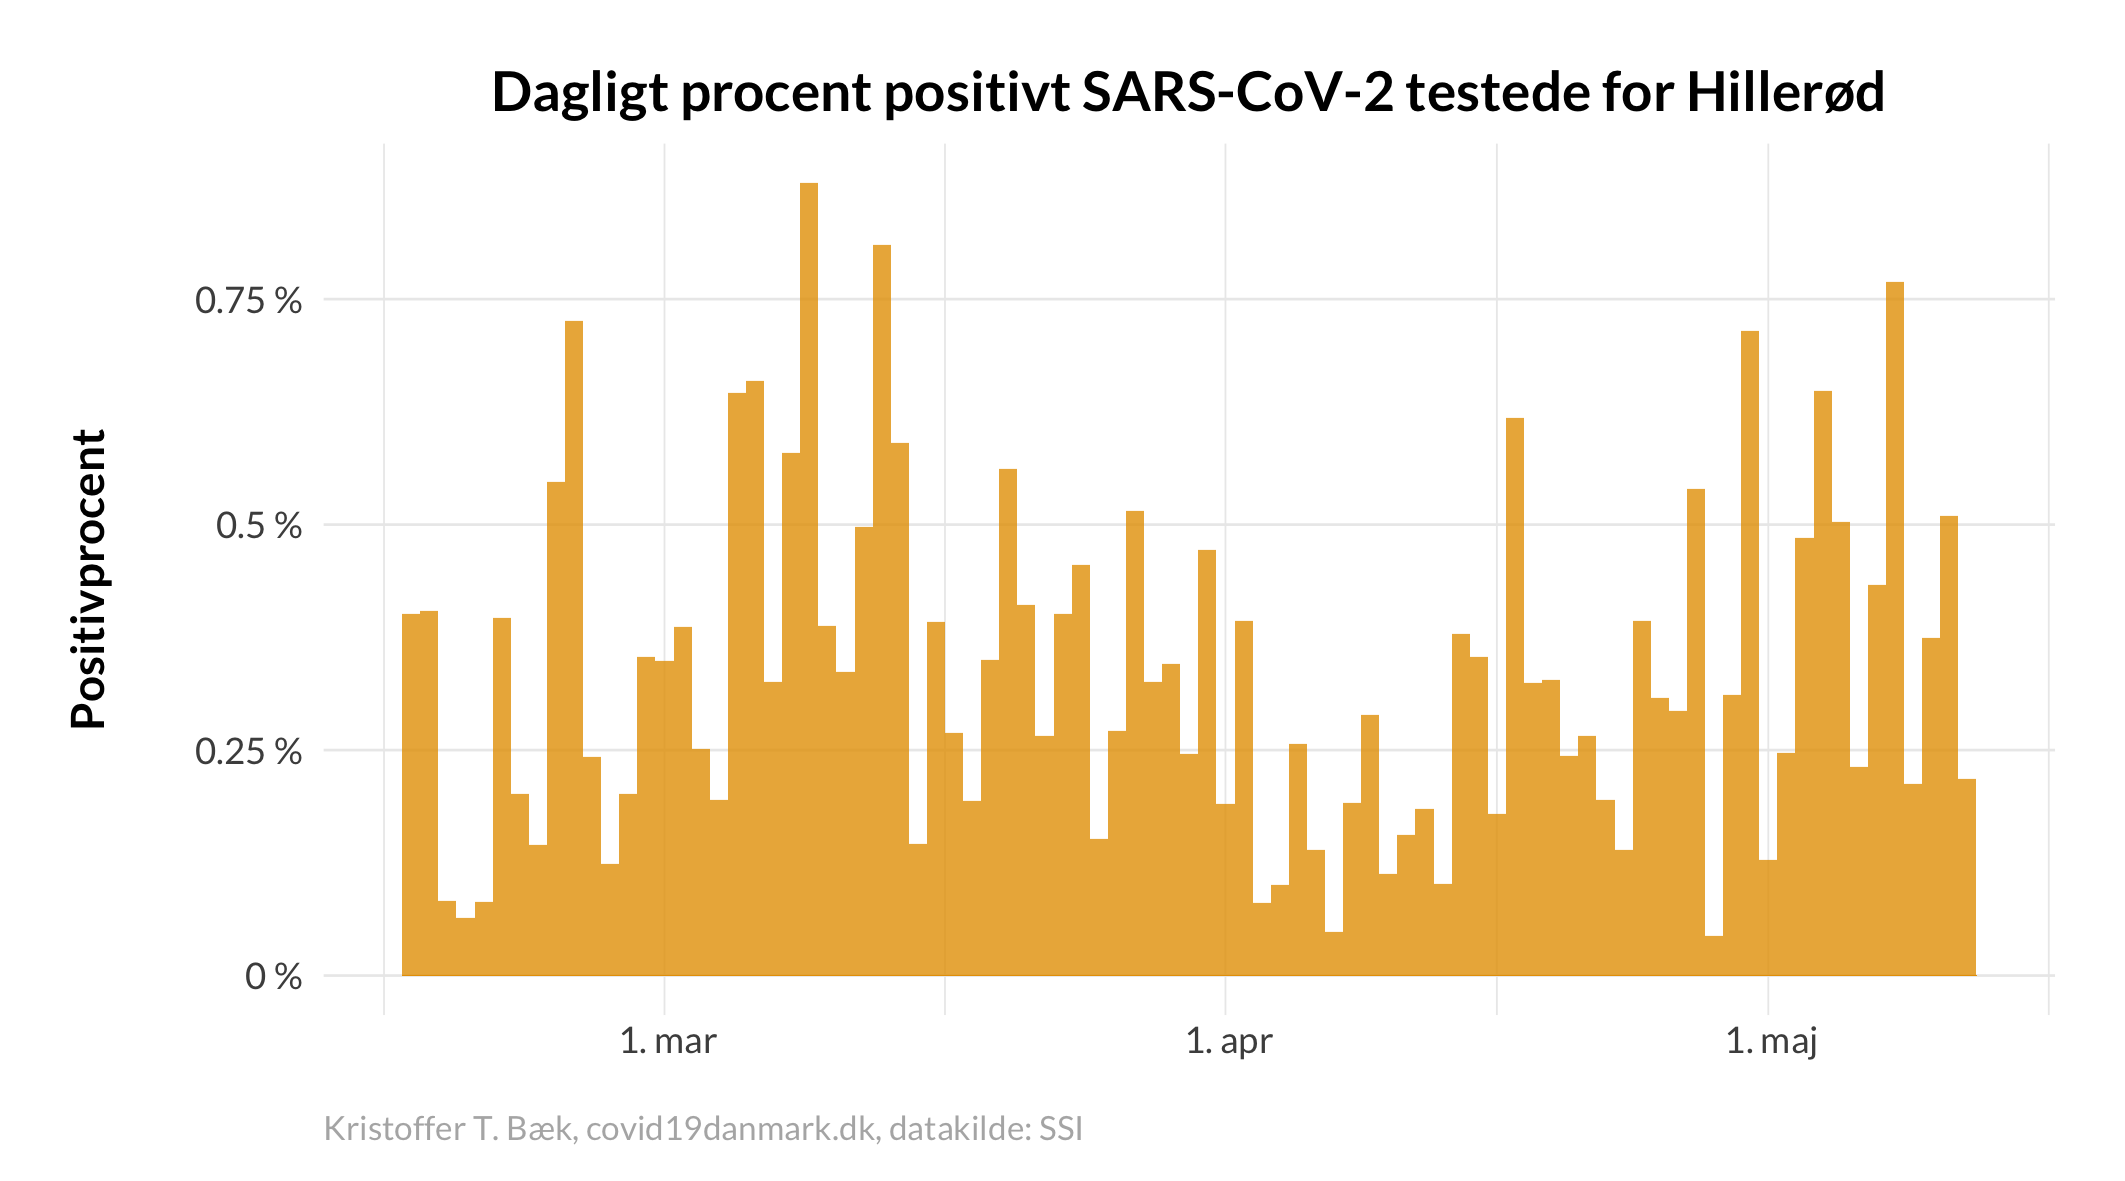 Dagligt procent positivt SARS-CoV-2 testede for Hillerød
Positivprocent
0.75 %
0.5 %
0.25 %
0 %
1. mar
1. apr
1. maj
Kristoffer T. Bæk, covid19danmark.dk, datakilde: SSI